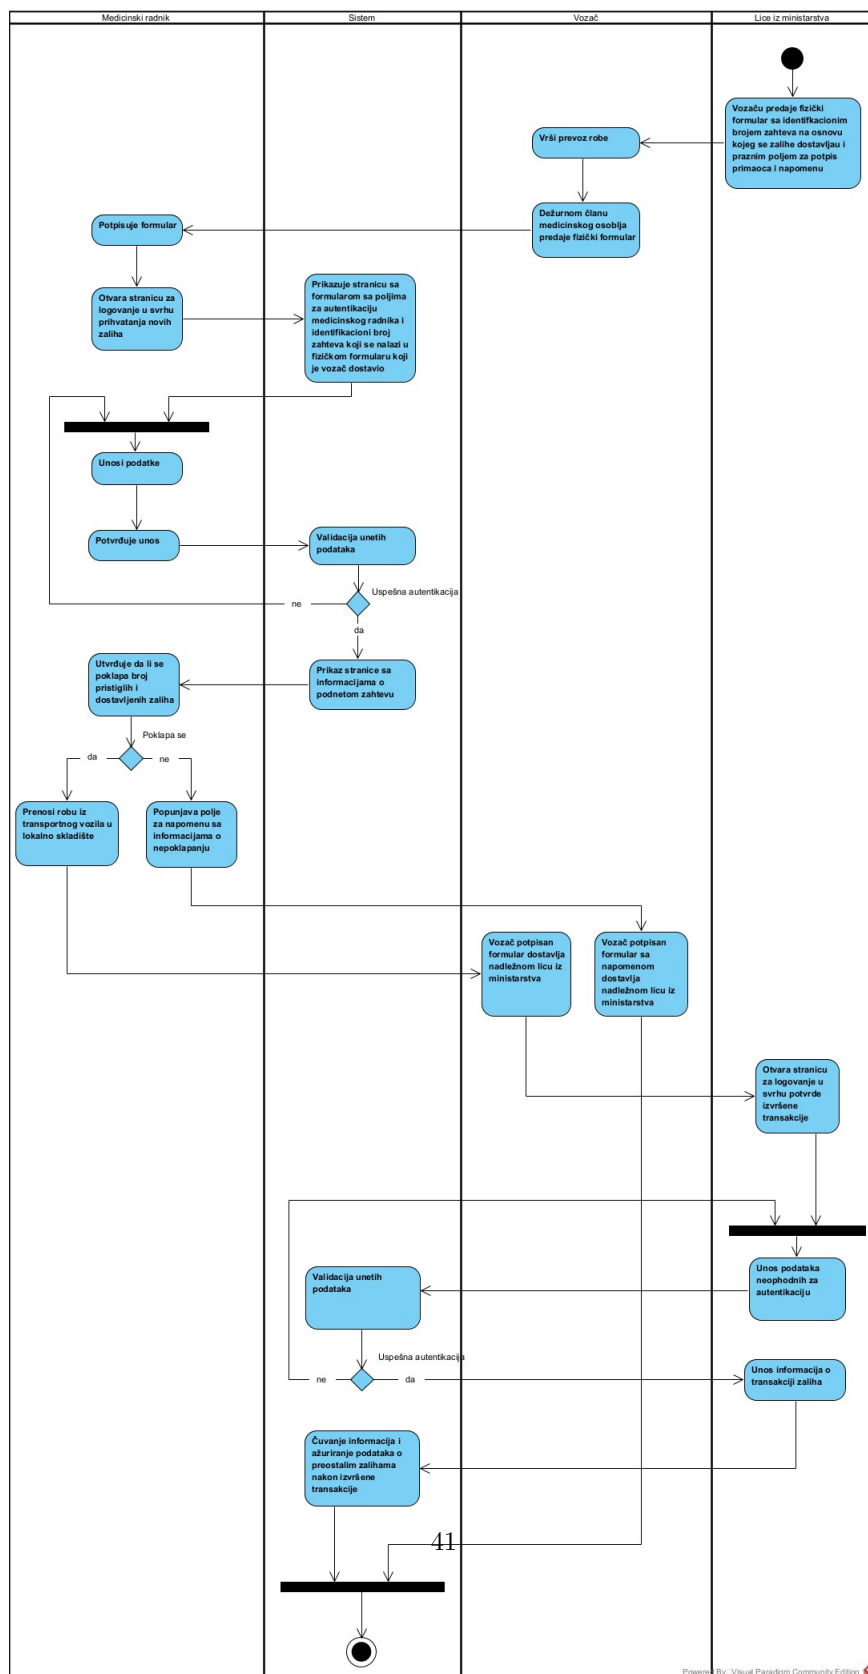 Medicinski radnik
Sistem
Vozač
Lice iz ministarstva
Vozaču predaje fizički
formular sa identifkacionim
brojem zahteva na osnovu
kojeg se zalihe dostavljau i
praznim poljem za potpis
primaoca i napomenu
Vrši prevoz robe
Dežurnom članu
medicinskog osoblja
predaje fizički formular
Potpisuje formular
Otvara stranicu za
logovanje u svrhu
prihvatanja novih
zaliha
Prikazuje stranicu sa
formularom sa poljima
za autentikaciju
medicinskog radnika i
identifikacioni broj
zahteva koji se nalazi u
fizičkom formularu koji
je vozač dostavio
Unosi podatke
Potvrđuje unos
Validacija unetih
podataka
Uspešna autentikacija
ne
da
Prikaz stranice sa
informacijama o
podnetom zahtevu
Utvrđuje da li se
poklapa broj
pristiglih i
dostavljenih zaliha
Poklapa se
da
ne
Prenosi robu iz
transportnog vozila u
lokalno skladište
Popunjava polje
za napomenu sa
informacijama o
nepoklapanju
Vozač potpisan
formular dostavlja
nadležnom licu iz
ministarstva
Vozač potpisan
formular sa
napomenom
dostavlja
nadležnom licu iz
ministarstva
Otvara stranicu
za logovanje u
svrhu potvrde
izvršene
transakcije
Unos podataka
neophodnih za
autentikaciju
Validacija unetih
podataka
Uspešna autentikacija
ne
da
Unos informacija o
transakciji zaliha
Čuvanje informacija i
ažuriranje podataka o
preostalim zalihama
nakon izvršene
transakcije
41
Powered By: Visual Paradigm Community Edition